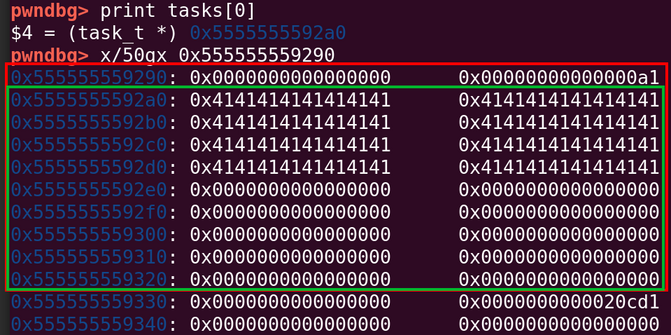 pwndbg> print tasks[0]
$4 = (task_t *) 0x5555555592a0
pwndbg> x/50gx 0x555555559290
0x555555559290: 0x0000000000000000 0x00000000000000a1
0x5555555592a0: 0x4141414141414141 0x4141414141414141
0x5555555592b0: 0x4141414141414141 0x4141414141414141
0x5555555592c0: 0x4141414141414141 0x4141414141414141
0x5555555592d0: 0x4141414141414141 0x4141414141414141
0x5555555592e0: 0x0000000000000000 0x0000000000000000
0x5555555592f0: 0x0000000000000000 0x0000000000000000
0x555555559300: 0x0000000000000000 0x0000000000000000
0x555555559310: 0x0000000000000000 0x0000000000000000
0x555555559320: 0x0000000000000000 0x0000000000000000
0x555555559330: 0x0000000000000000 0x0000000000020cd1
0x555555559340: 0x0000000000000000 0x0000000000000000